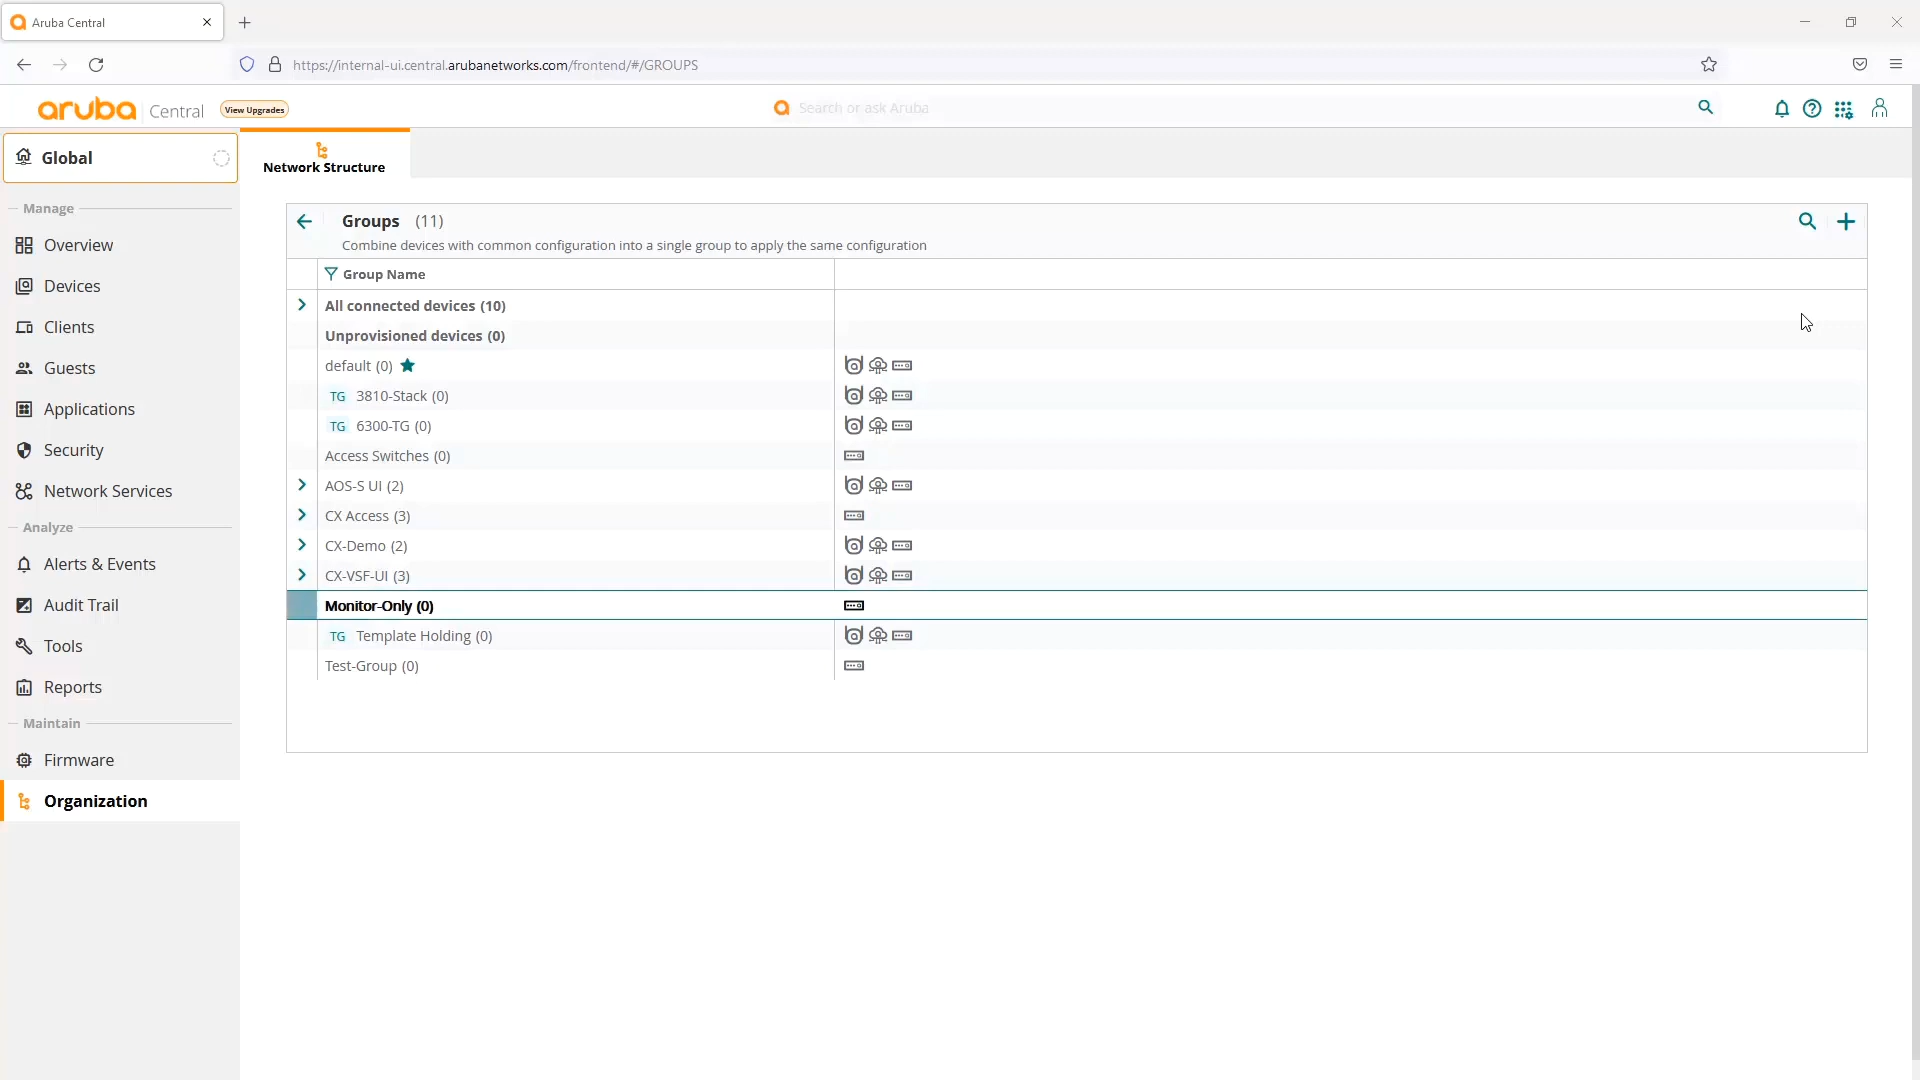 Aruba Central
https://internal-ui.central.arubanetworks.com/frontend/#/GROUPS
aruba Central View Upgrades
Search or ask Aruba
Global
Network Structure
Manage
Overview
Devices
Clients
Guests
Applications
Security
Network Services
Analyze
Alerts & Events
Audit Trail
Tools
Reports
Maintain
Firmware
Organization
Groups (11)
Combine devices with common configuration into a single group to apply the same configuration
Group Name
All connected devices (10)
Unprovisioned devices (0)
default (0)
TG 3810-Stack (0)
TG 6300-TG (0)
Access Switches (0)
AOS-S UI (2)
CX Access (3)
CX-Demo (2)
CX-VSF-UI (3)
Monitor-Only (0)
TG Template Holding (0)
Test-Group (0)